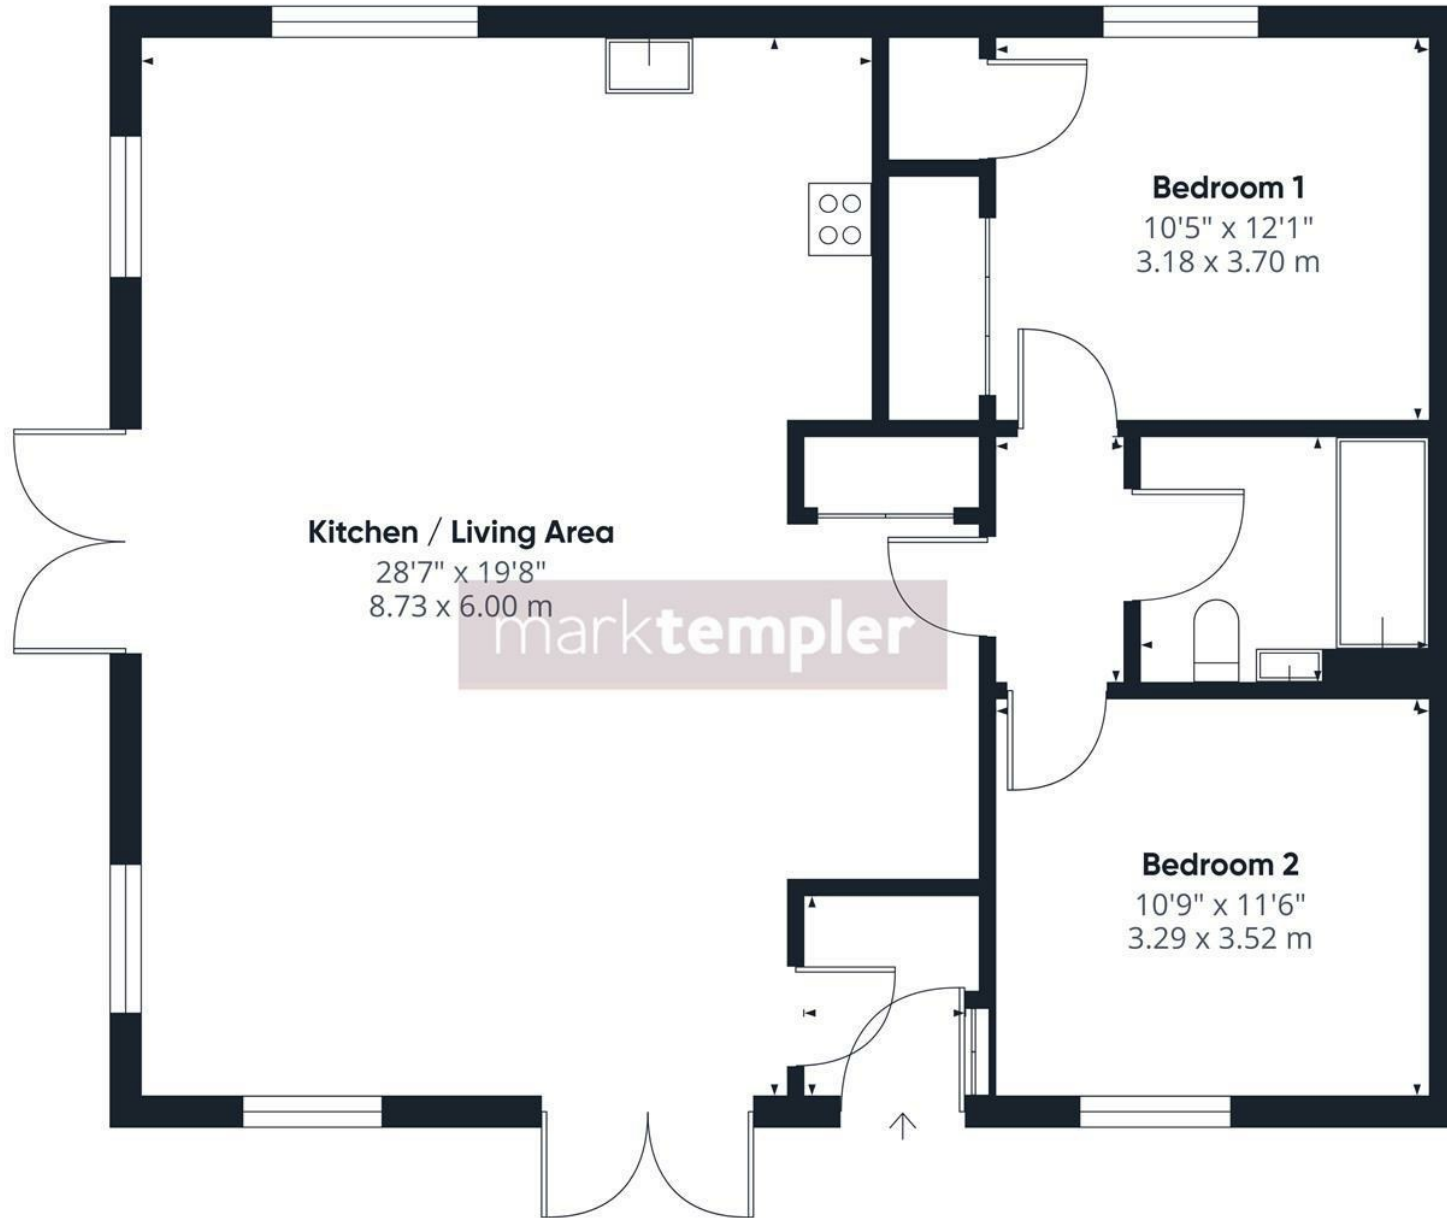 Bedroom 1
10'5" x 12'1"
3.18 x 3.70 m
Kitchen / Living Area
28'7" x 19'8"
8.73 x 6.00 m
marktempler
Bedroom 2
10'9" x 11'6"
3.29 x 3.52 m